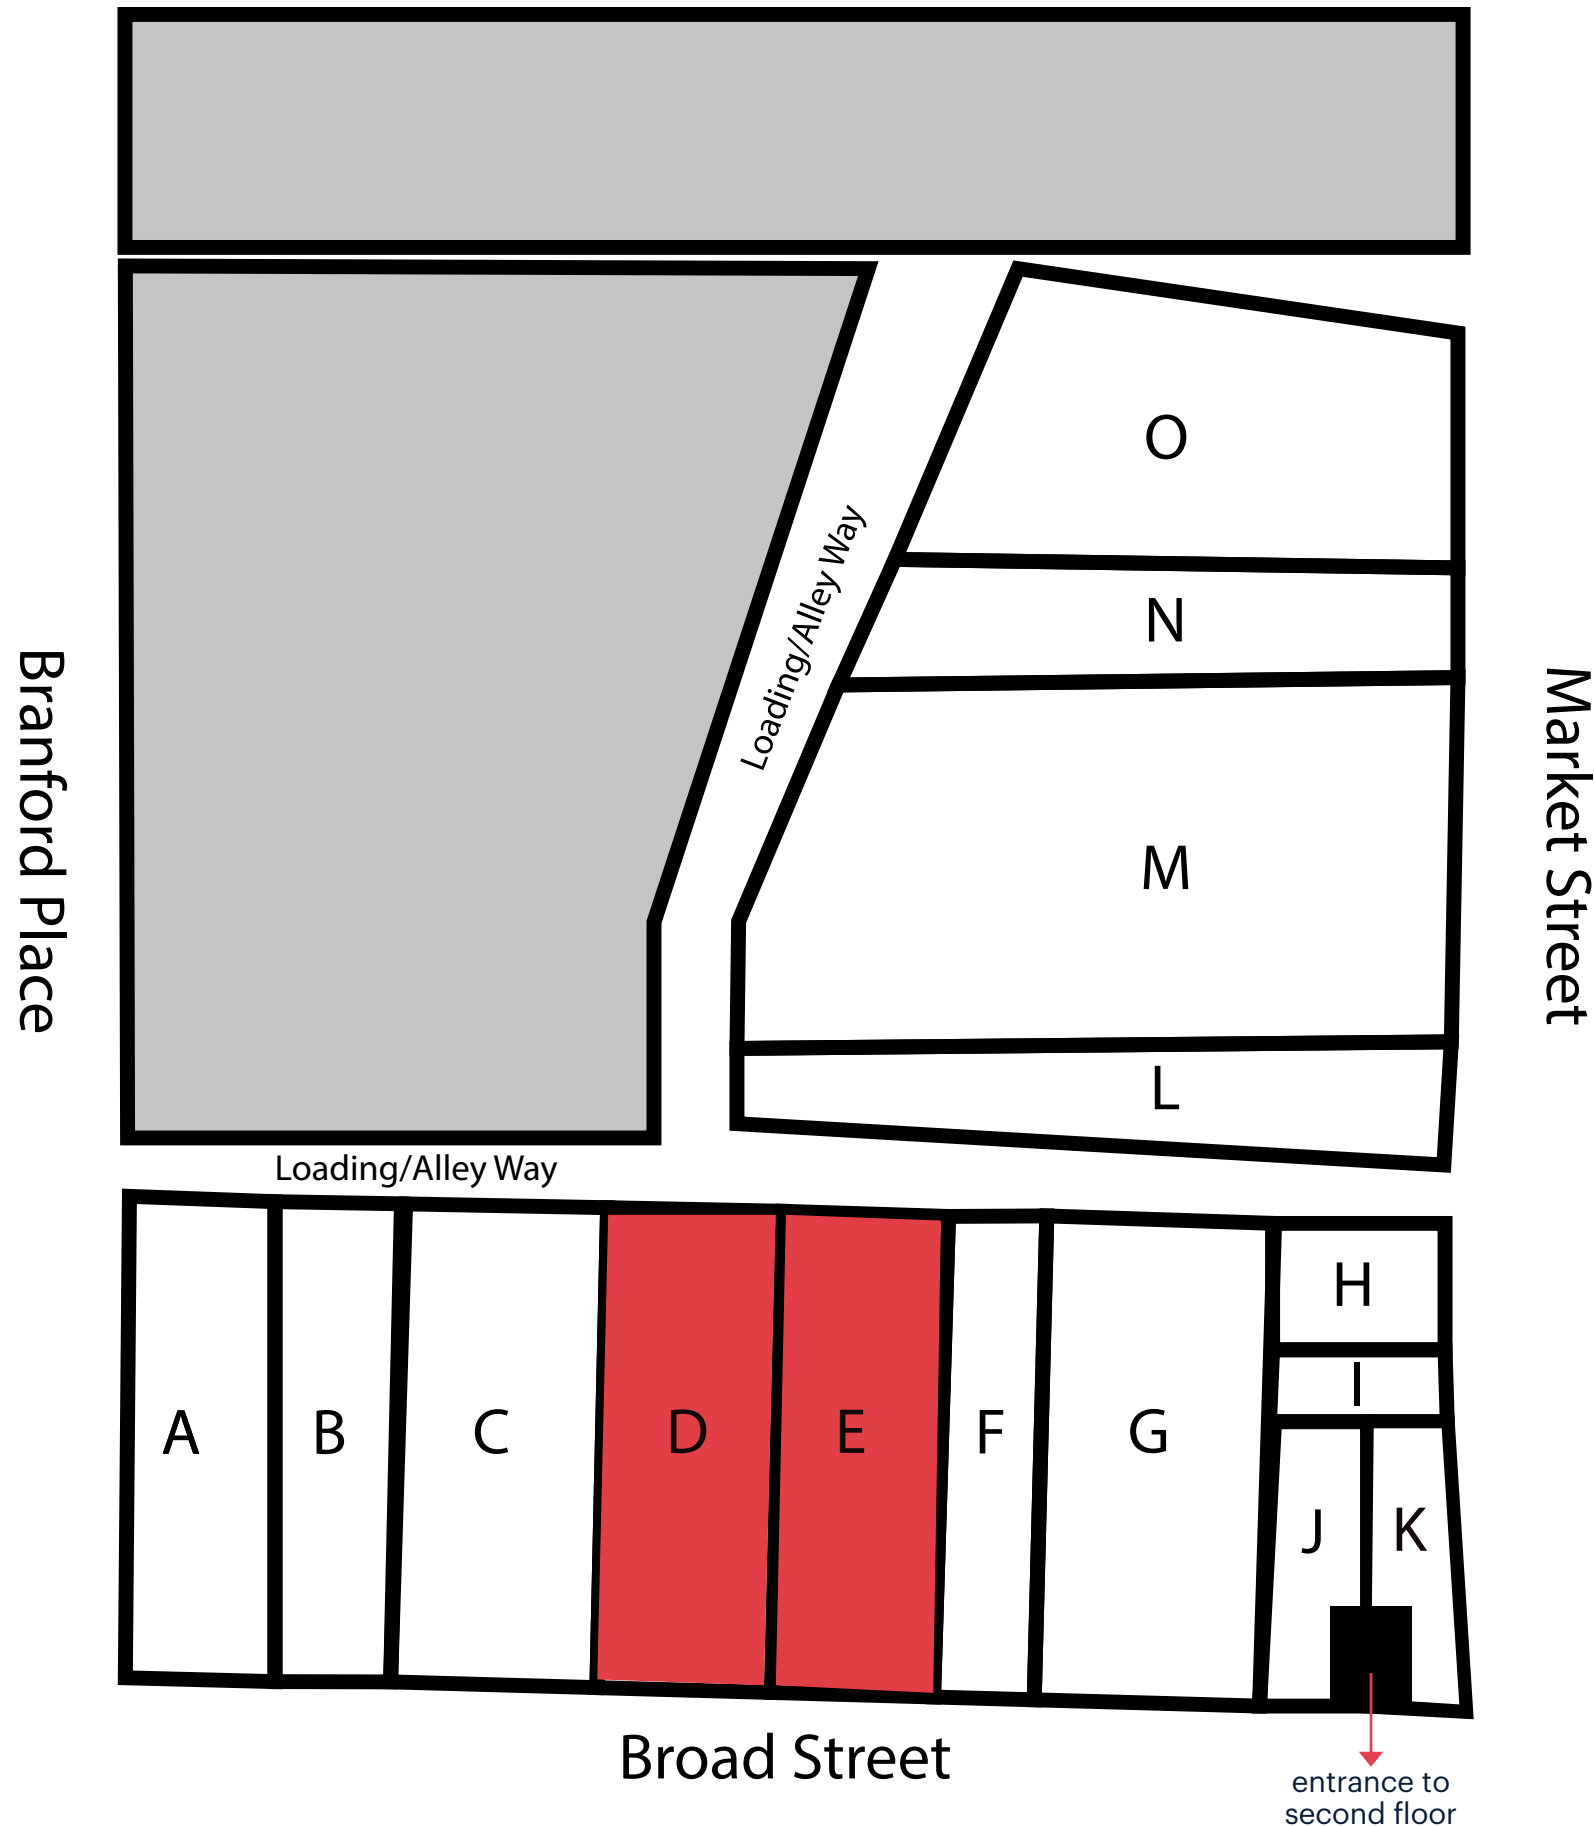 O
N
M
L
Loading/Alley Way
Branford Place
Market Street
Loading/Alley Way
A
B
C
D
E
F
G
H
I
J
K
Broad Street
entrance to
second floor